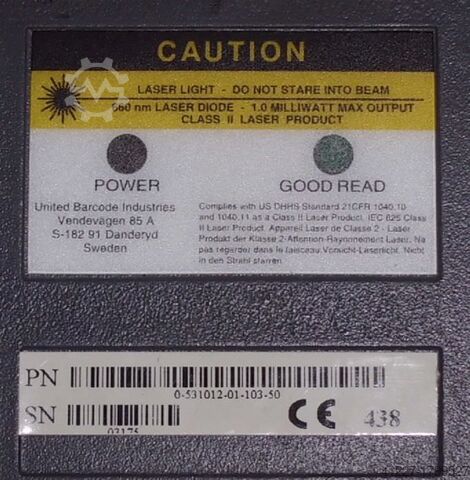 CAUTION
LASER LIGHT - DO NOT STARE INTO BEAM
660 nm LASER DIODE - 1.0 MILLIWATT MAX OUTPUT
CLASS II LASER PRODUCT
POWER
GOOD READ
United Barcode Industries
Vendevägen 85 A
S-182 91 Danderyd
Sweden
Complies with US DHHS Standard 21CFR 1040.10
and 1040.11 as a Class II Laser Product. IEC 825 Class
II Laser Product. Appareil Laser de Classe 2 - Laser
Produkt der Klasse 2-Attention-Rayonnement Laser. Ne
pas regarder dans le faisceau.Vorsicht-Laserlicht. Nicht
in den Strahl starren.
PN
0-531012-01-103-50
SN
03175
CE
438